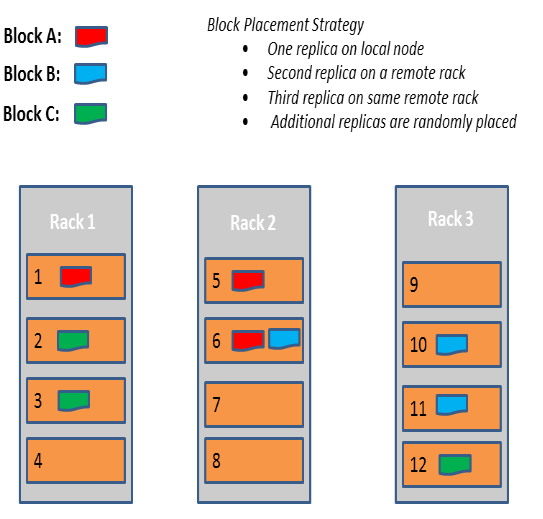 Block A:
Block B:
Block C:
Block Placement Strategy
• One replica on local node
• Second replica on a remote rack
• Third replica on same remote rack
• Additional replicas are randomly placed
Rack 1
1
2
3
4
Rack 2
5
6
7
8
Rack 3
9
10
11
12